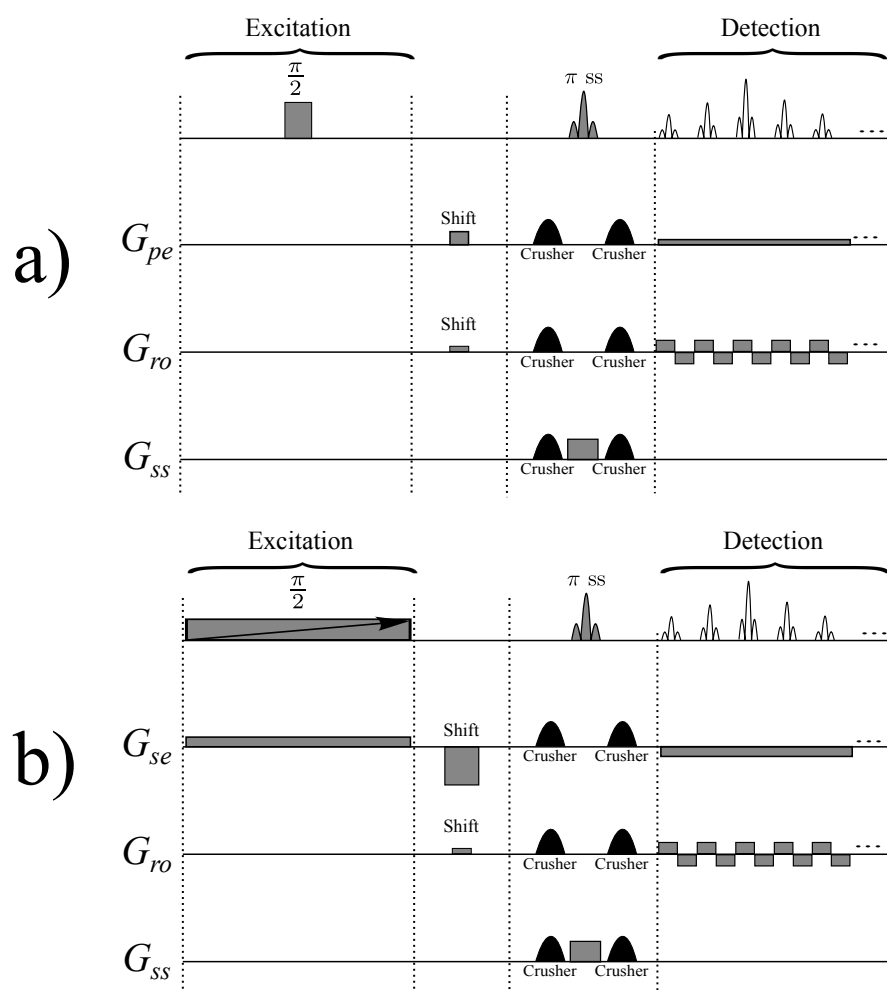 Excitation Detection
π/2 π ss
a)
Shift
G_pe
Crusher Crusher
Shift
G_ro
Crusher Crusher
G_ss
Crusher Crusher
Excitation Detection
π/2 π ss
b)
Shift
G_se
Crusher Crusher
Shift
G_ro
Crusher Crusher
G_ss
Crusher Crusher